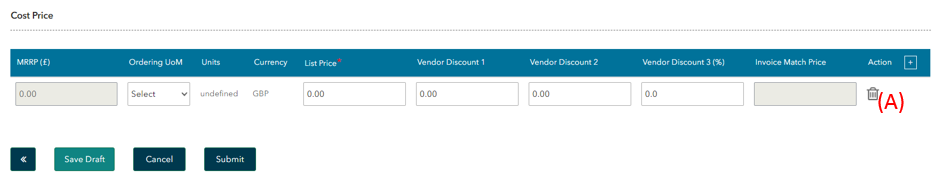 Cost Price
MRRP (£) Ordering UoM Units Currency List Price* Vendor Discount 1 Vendor Discount 2 Vendor Discount 3 (%) Invoice Match Price Action +
0.00 Select undefined GBP 0.00 0.00 0.00 0.0 (A)
« Save Draft Cancel Submit